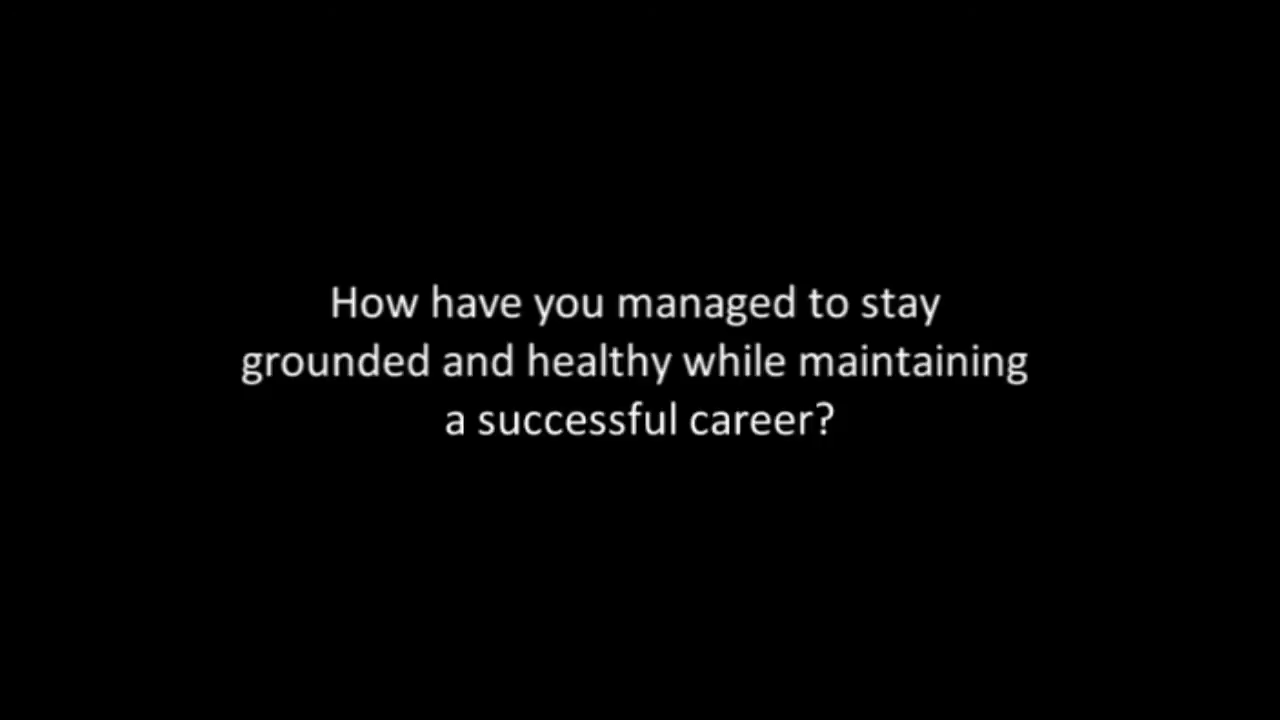 How have you managed to stay
grounded and healthy while maintaining
a successful career?